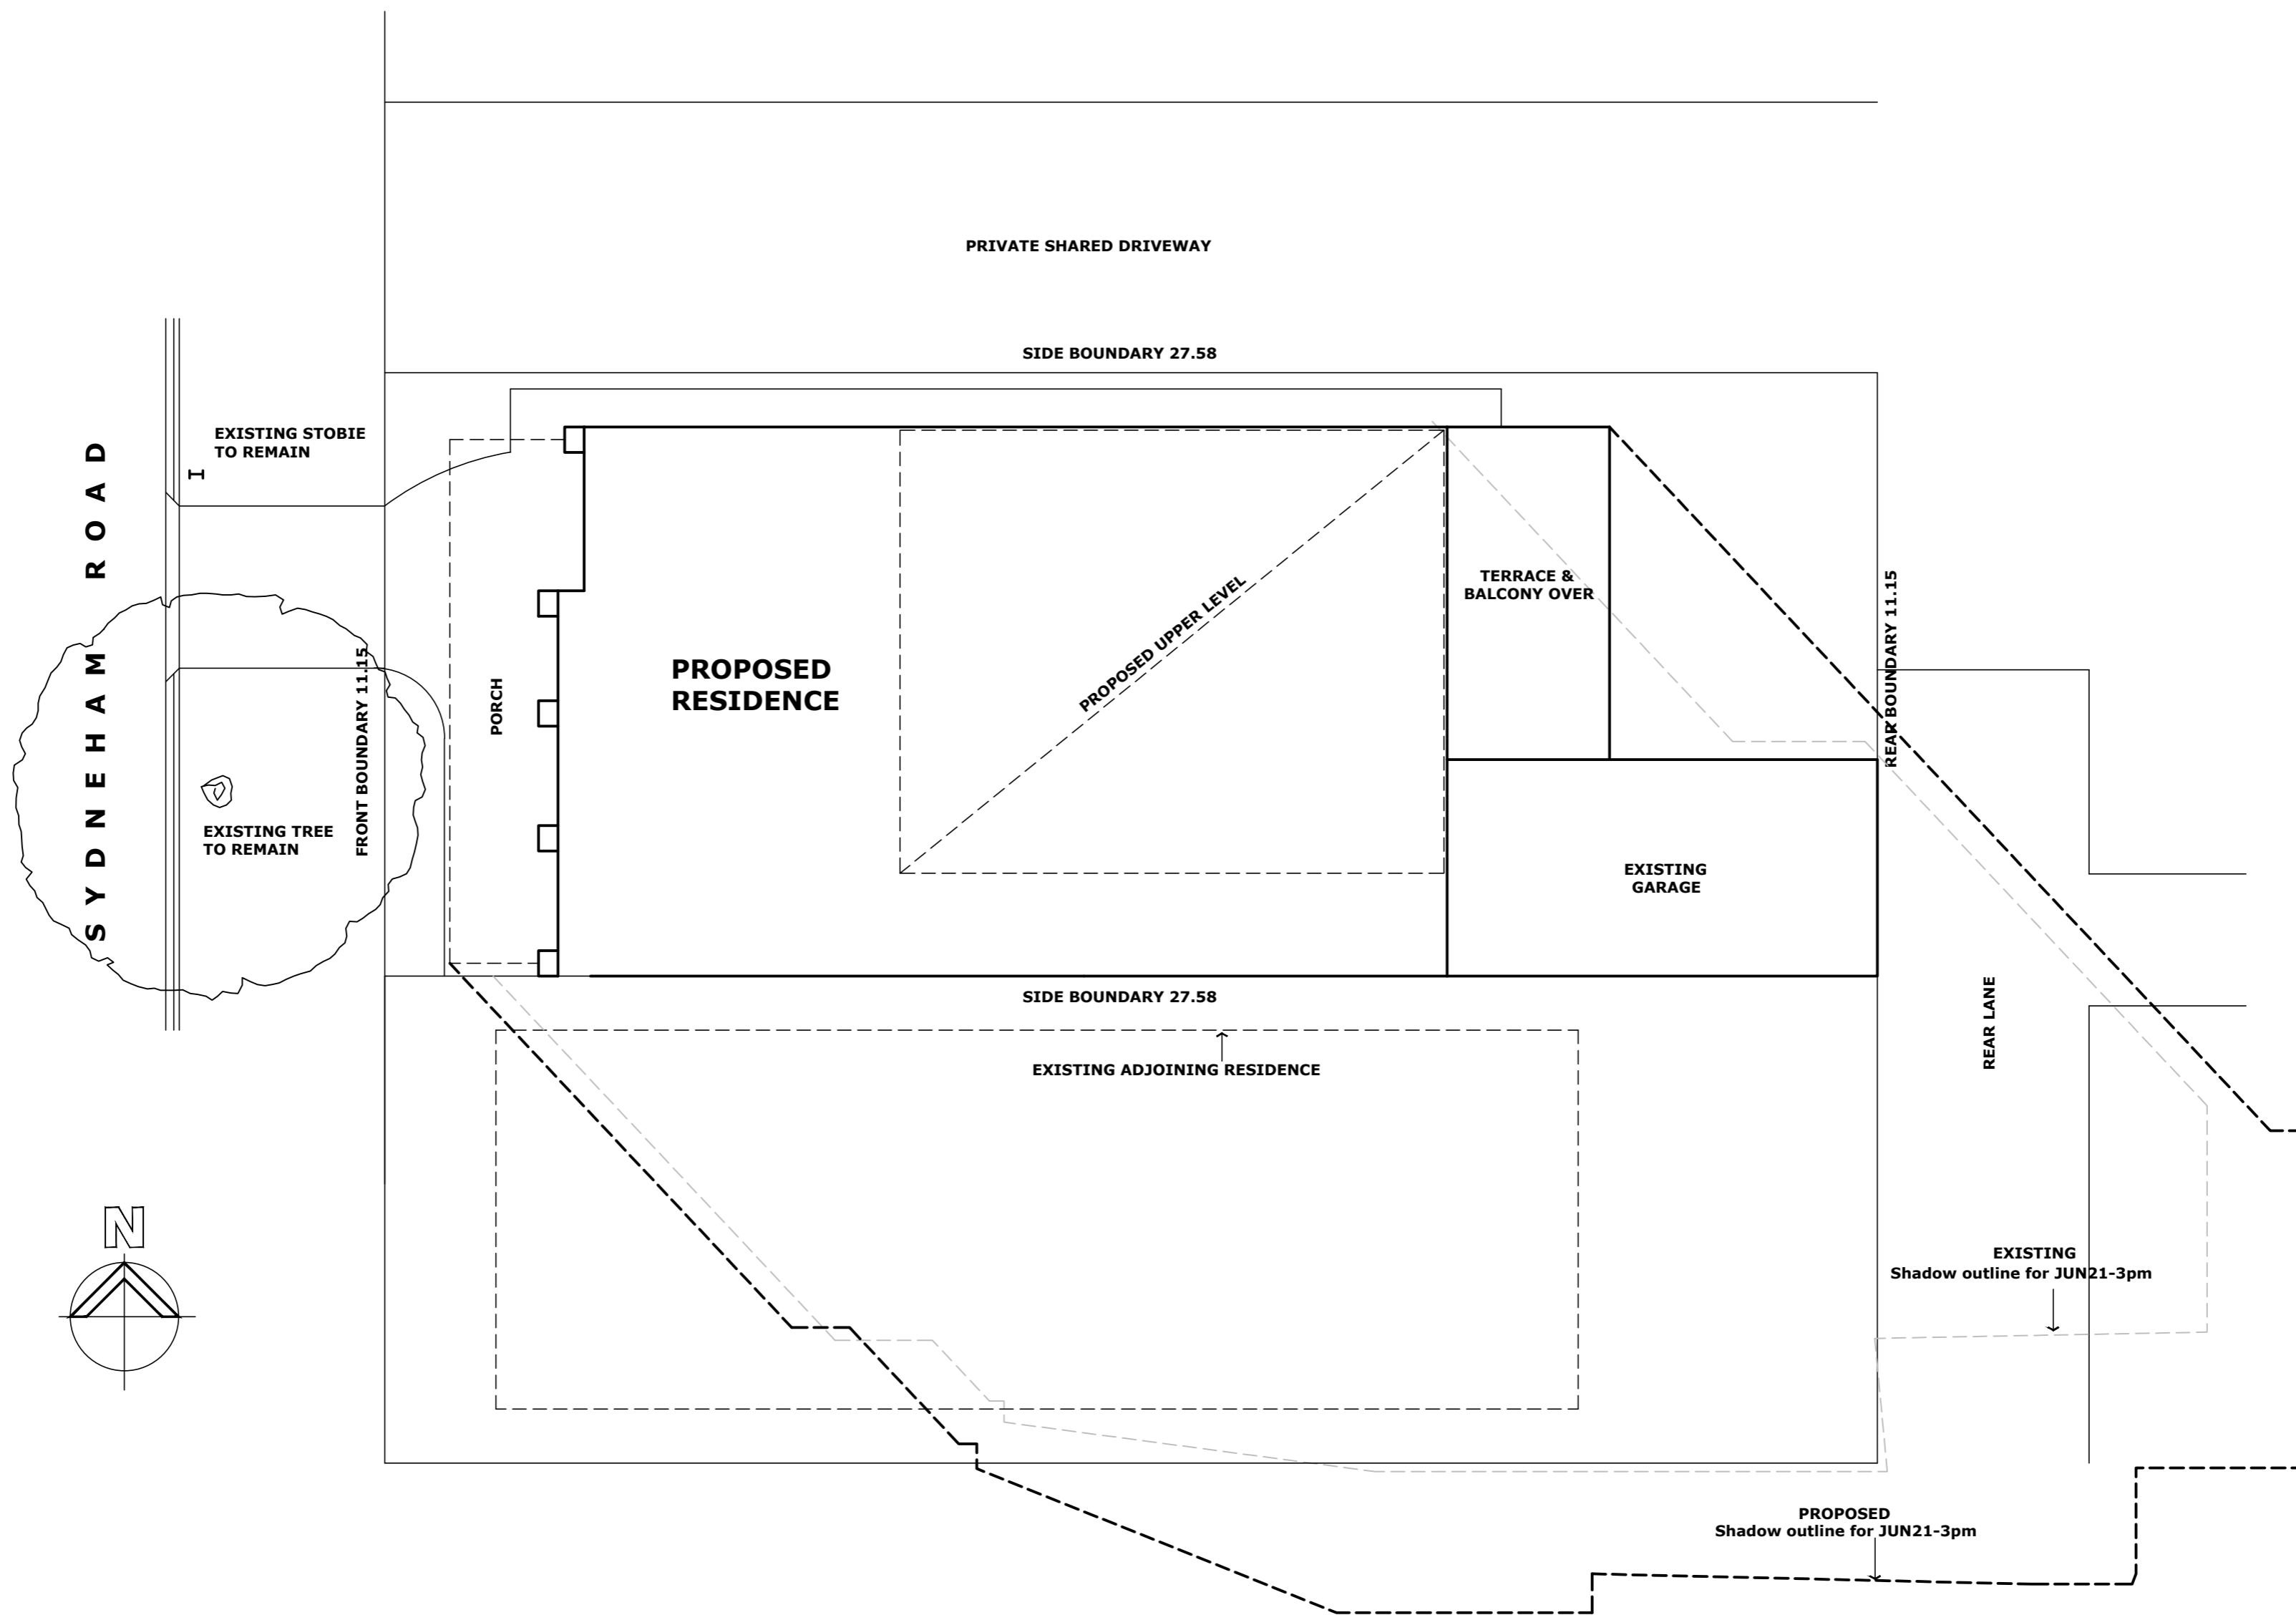 PRIVATE SHARED DRIVEWAY
SIDE BOUNDARY 27.58
EXISTING STOBIE
TO REMAIN
SYDNEHAM ROAD
TERRACE &
BALCONY OVER
REAR BOUNDARY 11.15
PROPOSED UPPER LEVEL
PROPOSED
RESIDENCE
PORCH
FRONT BOUNDARY 11.15
EXISTING TREE
TO REMAIN
EXISTING
GARAGE
SIDE BOUNDARY 27.58
REAR LANE
EXISTING ADJOINING RESIDENCE
N
EXISTING
Shadow outline for JUN21-3pm
PROPOSED
Shadow outline for JUN21-3pm